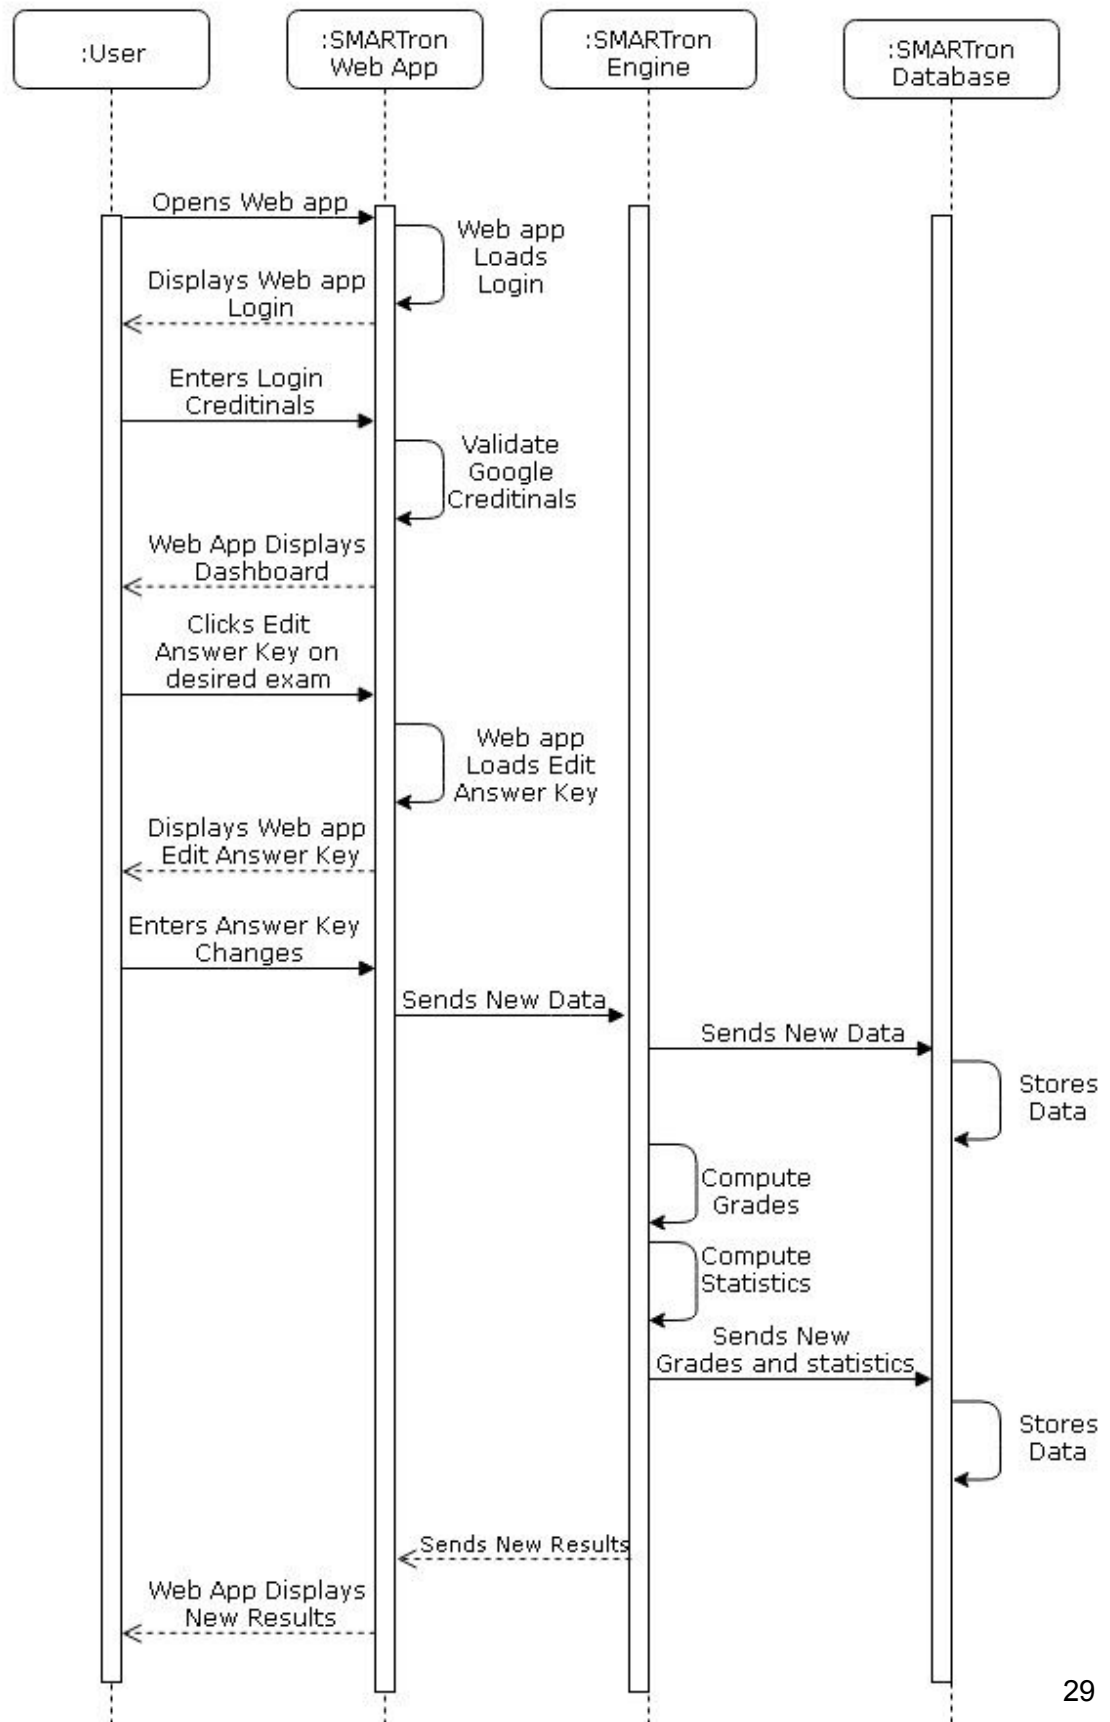 :User
:SMARTron
Web App
:SMARTron
Engine
:SMARTron
Database
Opens Web app
Web app
Loads
Login
Displays Web app
Login
Enters Login
Creditinals
Validate
Google
Creditinals
Web App Displays
Dashboard
Clicks Edit
Answer Key on
desired exam
Web app
Loads Edit
Answer Key
Displays Web app
Edit Answer Key
Enters Answer Key
Changes
Sends New Data
Sends New Data
Stores
Data
Compute
Grades
Compute
Statistics
Sends New
Grades and statistics
Stores
Data
Sends New Results
Web App Displays
New Results
29